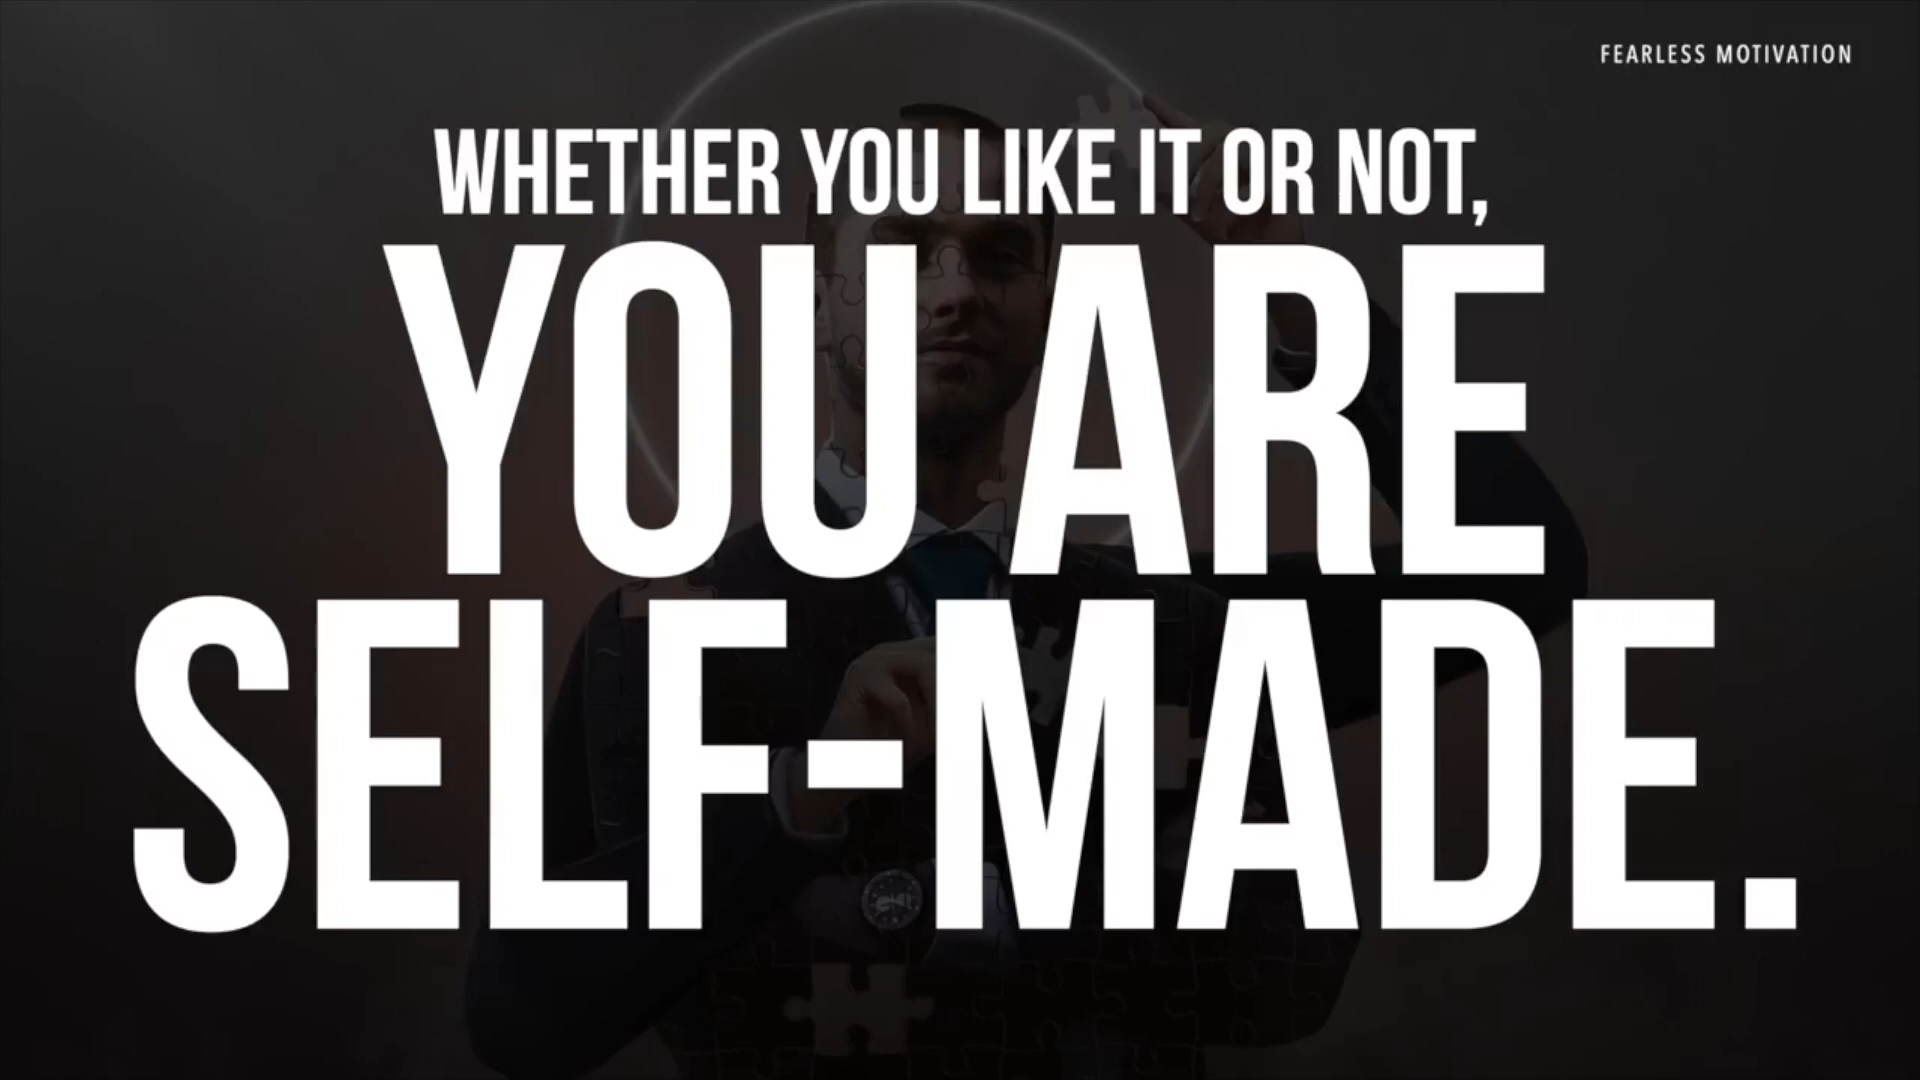 FEARLESS MOTIVATION
WHETHER YOU LIKE IT OR NOT,
YOU ARE
SELF-MADE.